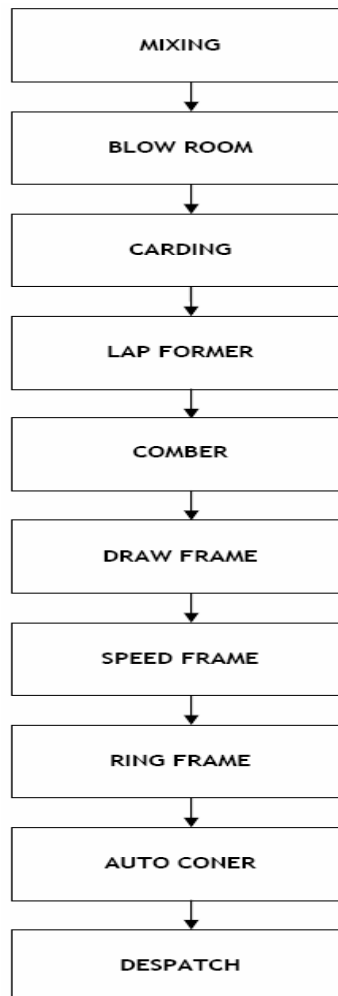 MIXING
BLOW ROOM
CARDING
LAP FORMER
COMBER
DRAW FRAME
SPEED FRAME
RING FRAME
AUTO CONER
DESPATCH